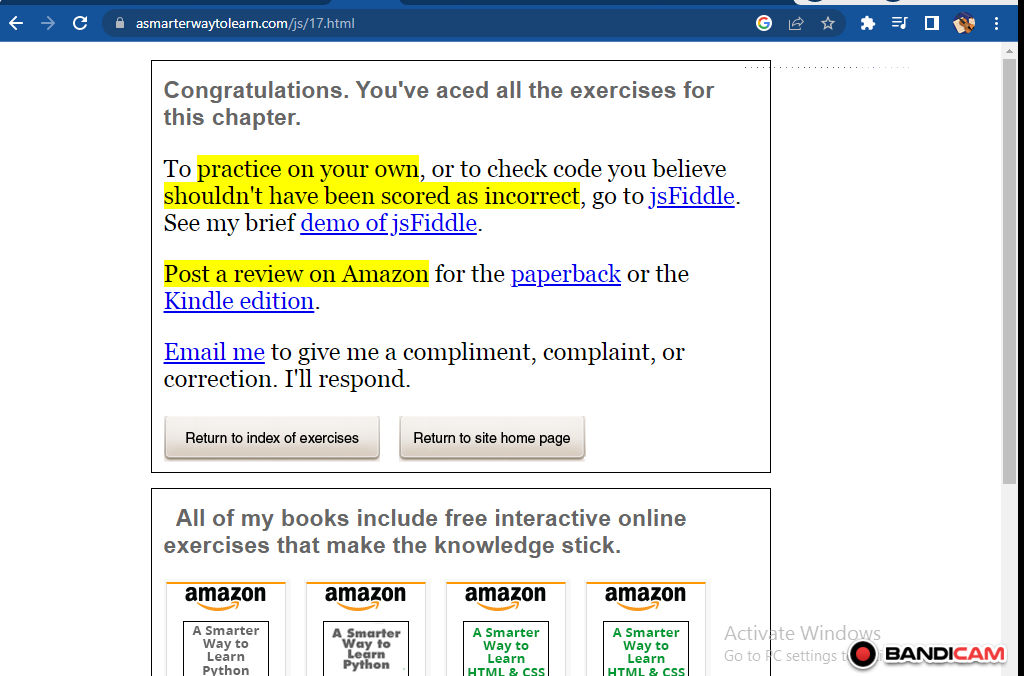 asmarterwaytolearn.com/js/17.html
Congratulations. You've aced all the exercises for
this chapter.
To practice on your own, or to check code you believe
shouldn't have been scored as incorrect, go to jsFiddle.
See my brief demo of jsFiddle.
Post a review on Amazon for the paperback or the
Kindle edition.
Email me to give me a compliment, complaint, or
correction. I'll respond.
Return to index of exercises
Return to site home page
All of my books include free interactive online
exercises that make the knowledge stick.
amazon
A Smarter
Way to
Learn
Python
amazon
A Smarter
Way to
Learn
Python
amazon
A Smarter
Way to
Learn
HTML & CSS
amazon
A Smarter
Way to
Learn
HTML & CSS
Activate Windows
Go to PC settings
BANDICAM